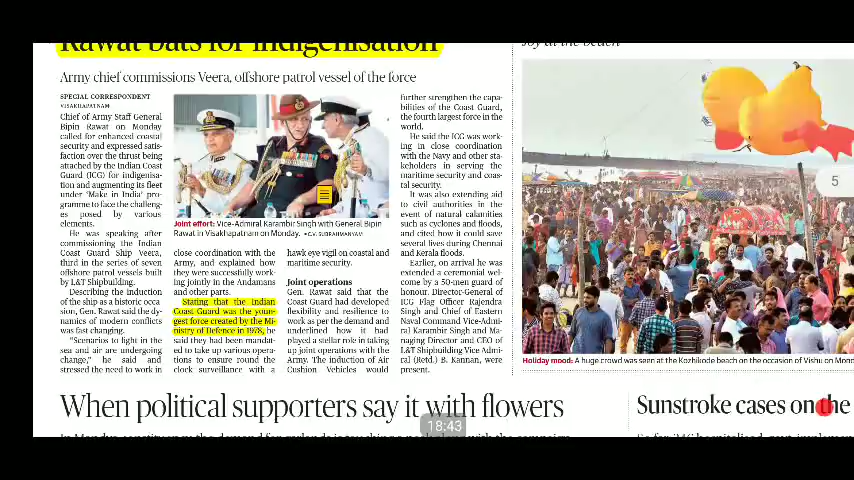 Rawat bats for indigenisation
Army chief commissions Veera, offshore patrol vessel of the force
SPECIAL CORRESPONDENT
VISAKHAPATNAM
Chief of Army Staff General
Bipin Rawat on Monday
called for enhanced coastal
security and expressed satis-
faction over the thrust being
attached by the Indian Coast
Guard (ICG) for indigenisa-
tion and augmenting its fleet
under ‘Make in India’ pro-
gramme to face the challeng-
es posed by various
elements.
He was speaking after
commissioning the Indian
Coast Guard Ship Veera,
third in the series of seven
offshore patrol vessels built
by L&T Shipbuilding.
Describing the induction
of the ship as a historic occa
sion, Gen. Rawat said the dy-
namics of modern conflicts
was fast changing.
“Scenarios to fight in the
sea and air are undergoing
change,” he said and
stressed the need to work in
Joint effort: Vice-Admiral Karambir Singh with General Bipin
Rawat in Visakhapatnam on Monday. •C.V. SUBRAHMANYAM
close coordination with the
Army, and explained how
they were successfully work-
ing jointly in the Andamans
and other parts.
Stating that the Indian
Coast Guard was the youn-
gest force created by the Mi-
nistry of Defence in 1978, he
said they had been mandat-
ed to take up various opera-
tions to ensure round the
clock surveillance with a
hawk eye vigil on coastal and
maritime security.
Joint operations
Gen. Rawat said that the
Coast Guard had developed
flexibility and resilience to
work as per the demand and
underlined how it had
played a stellar role in taking
up joint operations with the
Army. The induction of Air
Cushion Vehicles would
further strengthen the capa-
bilities of the Coast Guard,
the fourth largest force in the
world.
He said the ICG was work-
ing in close coordination
with the Navy and other sta-
keholders in serving the
maritime security and coas-
tal security.
It was also extending aid
to civil authorities in the
event of natural calamities
such as cyclones and floods,
and cited how it could save
several lives during Chennai
and Kerala floods.
Earlier, on arrival he was
extended a ceremonial wel-
come by a 50-men guard of
honour. Director-General of
ICG Flag Officer Rajendra
Singh and Chief of Eastern
Naval Command Vice-Admi-
ral Karambir Singh and Ma-
naging Director and CEO of
L&T Shipbuilding Vice Admi-
ral (Retd.) B. Kannan, were
present.
Joy at the beach
5
Holiday mood: A huge crowd was seen at the Kozhikode beach on the occasion of Vishu on Mond
When political supporters say it with flowers
Sunstroke cases on the
18:43